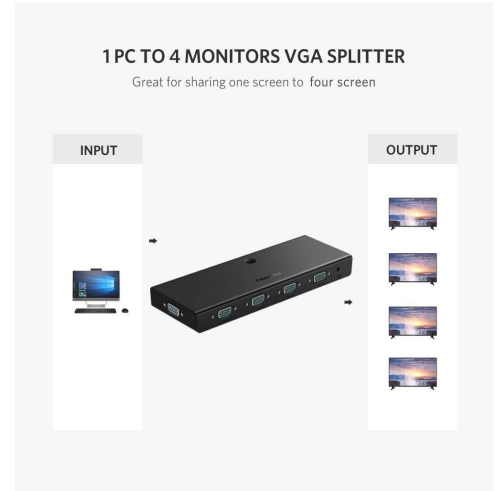 1 PC TO 4 MONITORS VGA SPLITTER
Great for sharing one screen to four screen
INPUT
OUTPUT